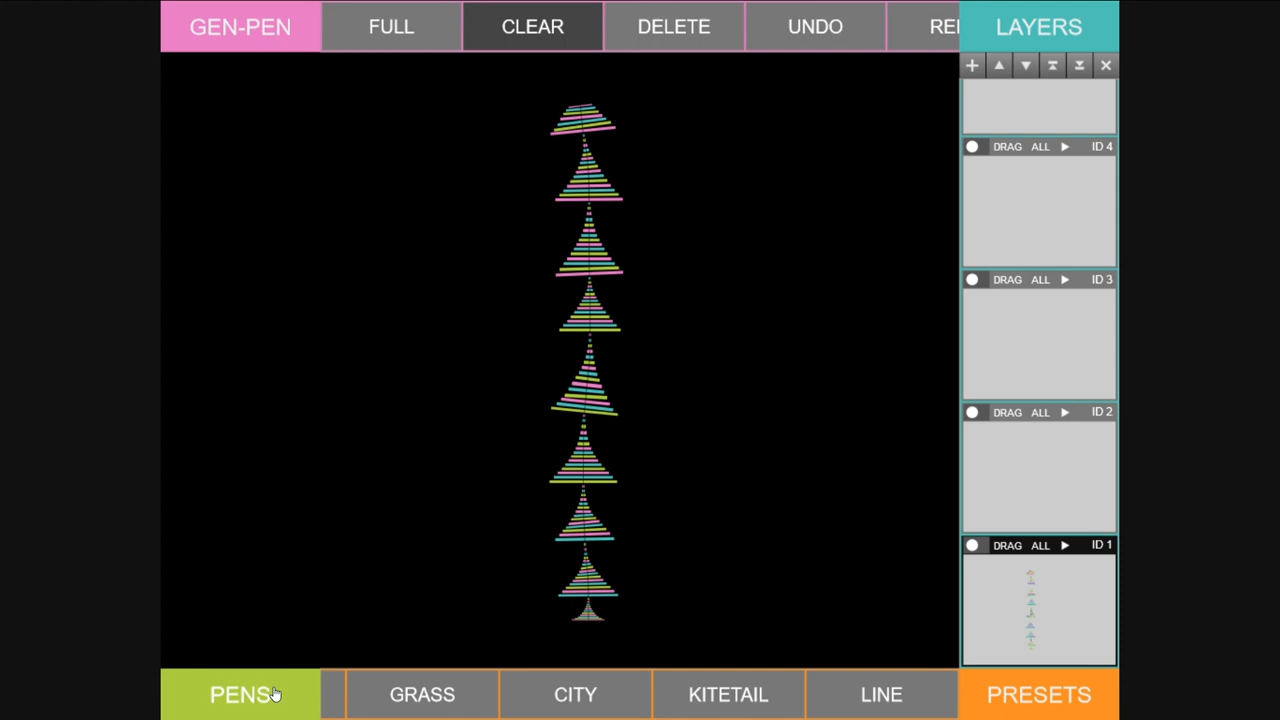 GEN-PEN FULL CLEAR DELETE UNDO LAYERS
DRAG ALL ID 4
DRAG ALL ID 3
DRAG ALL ID 2
DRAG ALL ID 1
PENS GRASS CITY KITETAIL LINE PRESETS